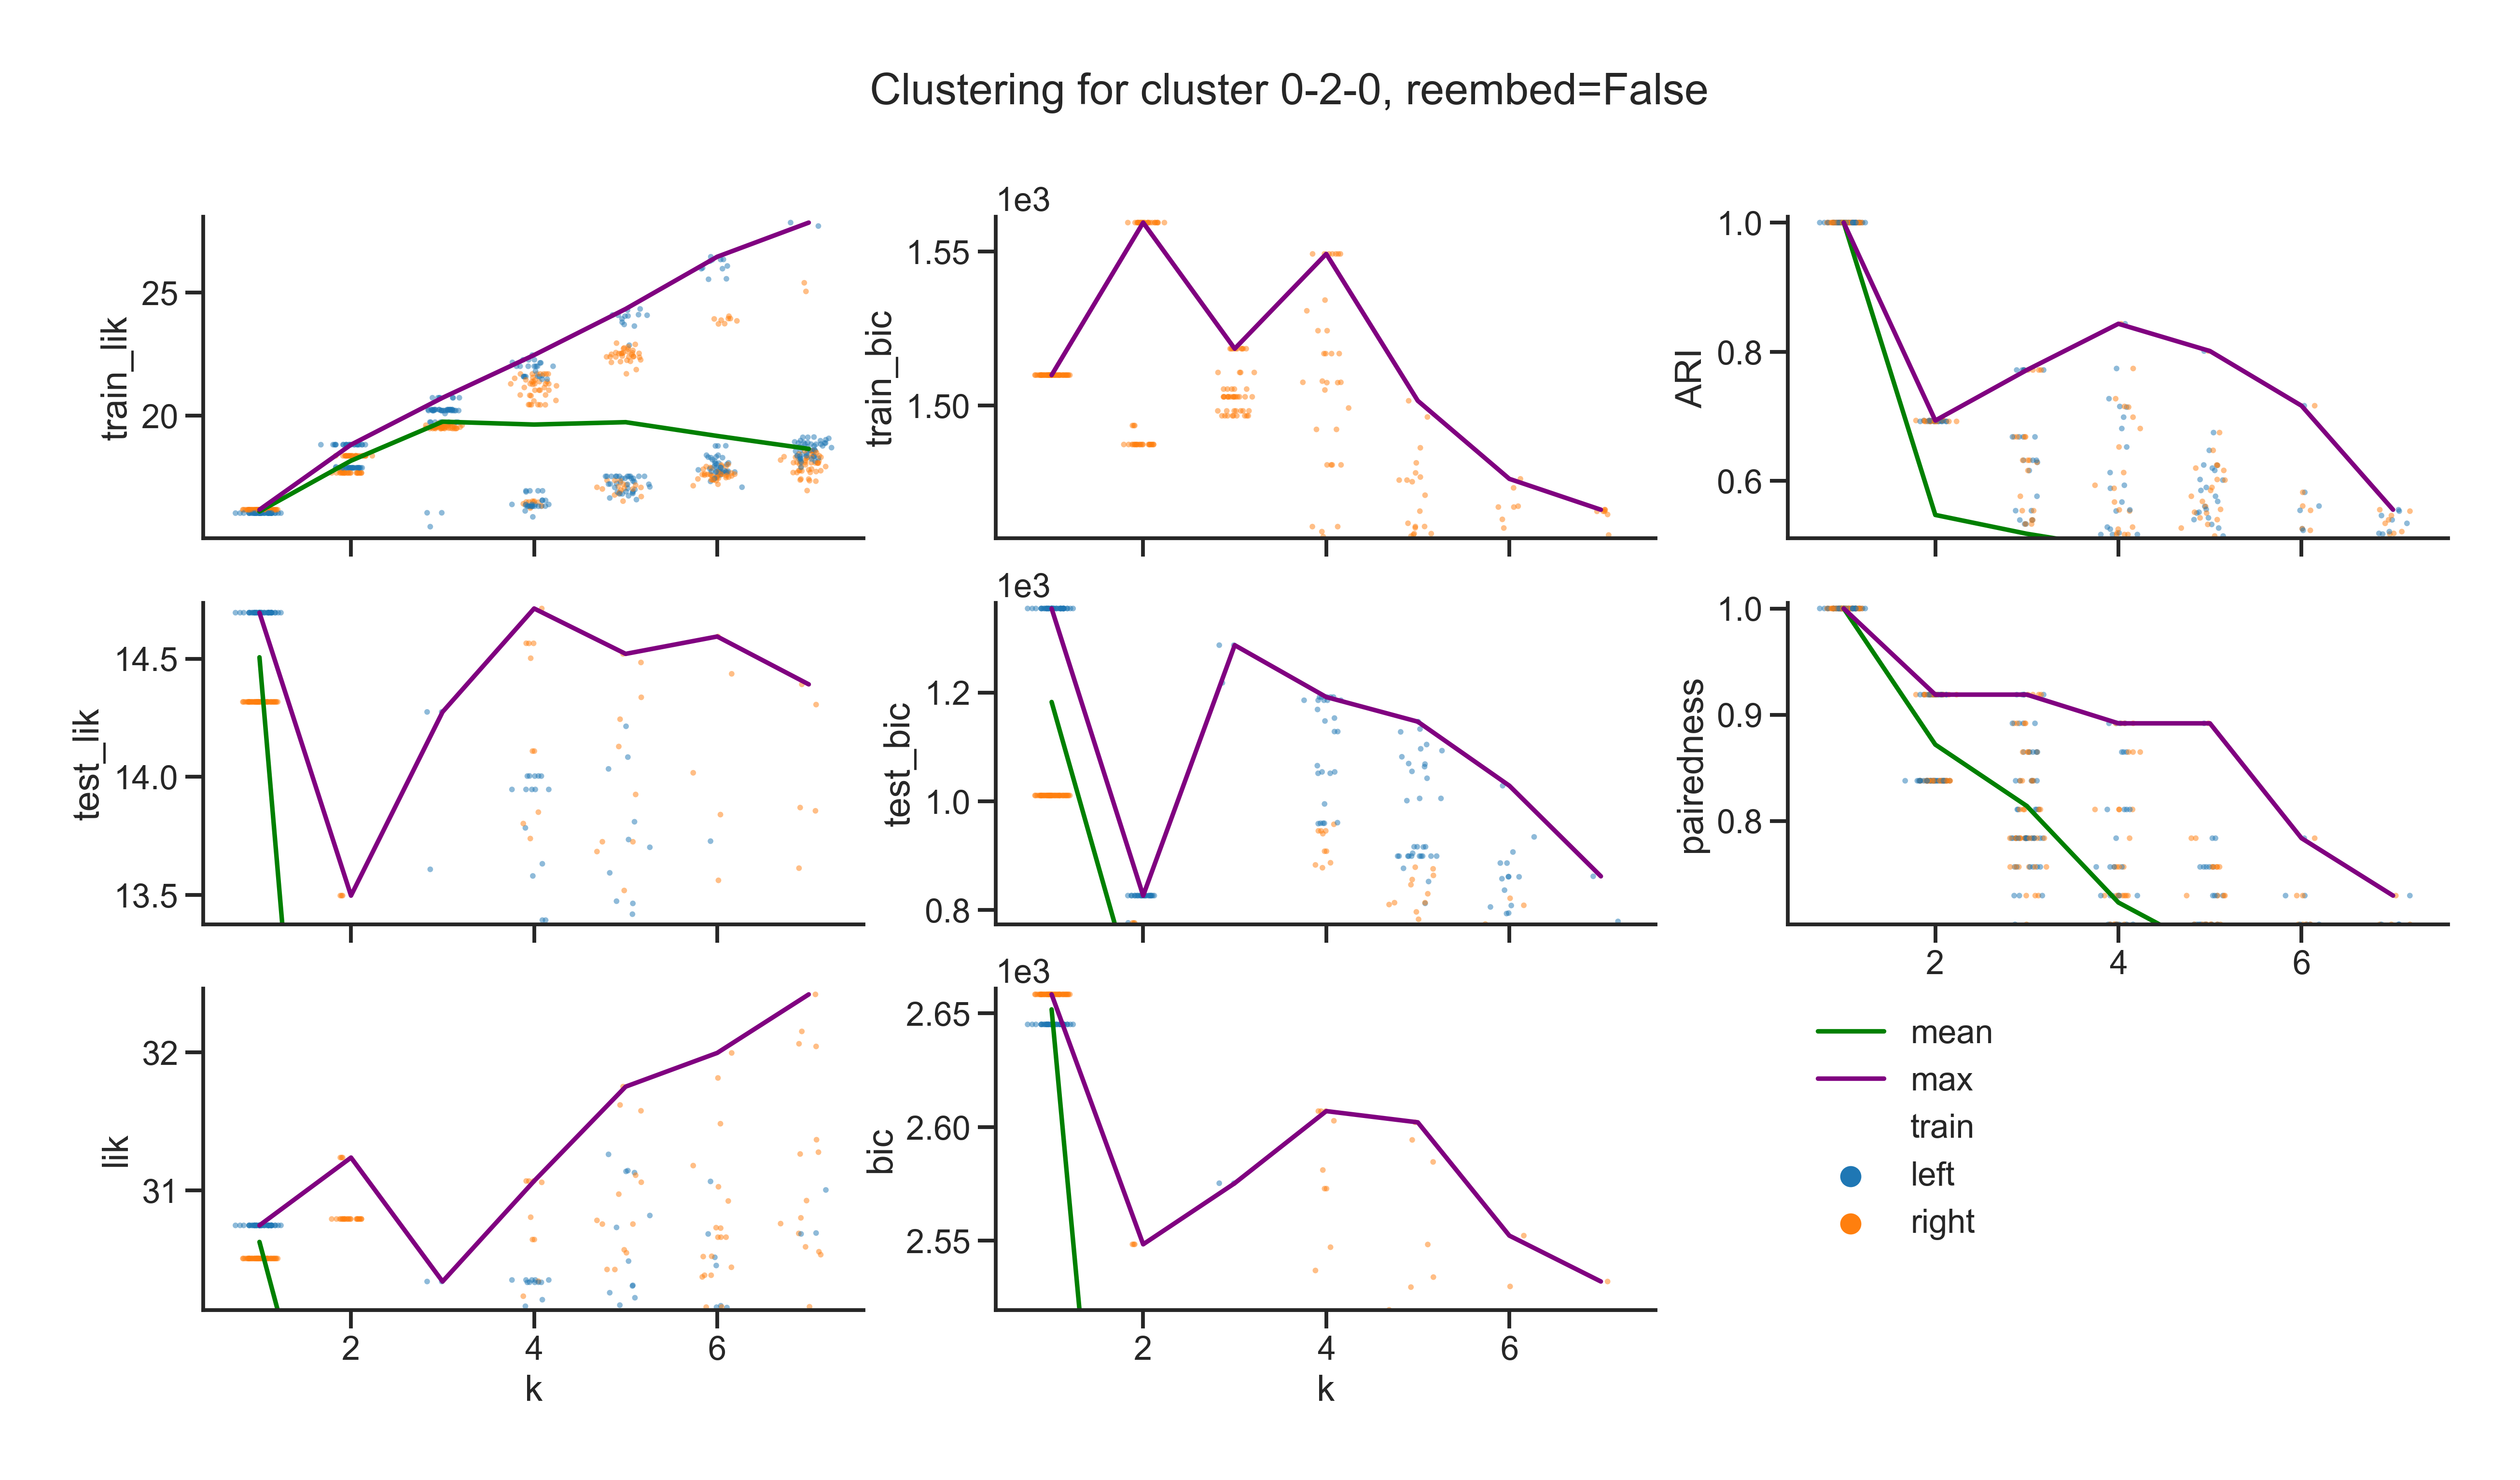 Clustering for cluster 0-2-0, reembed=False
train_lik
25
20
1e3
train_bic
1.55
1.50
ARI
1.0
0.8
0.6
test_lik
14.5
14.0
13.5
1e3
test_bic
1.2
1.0
0.8
pairedness
1.0
0.9
0.8
2 4 6
lik
32
31
2 4 6
k
1e3
bic
2.65
2.60
2.55
2 4 6
k
mean
max
train
left
right